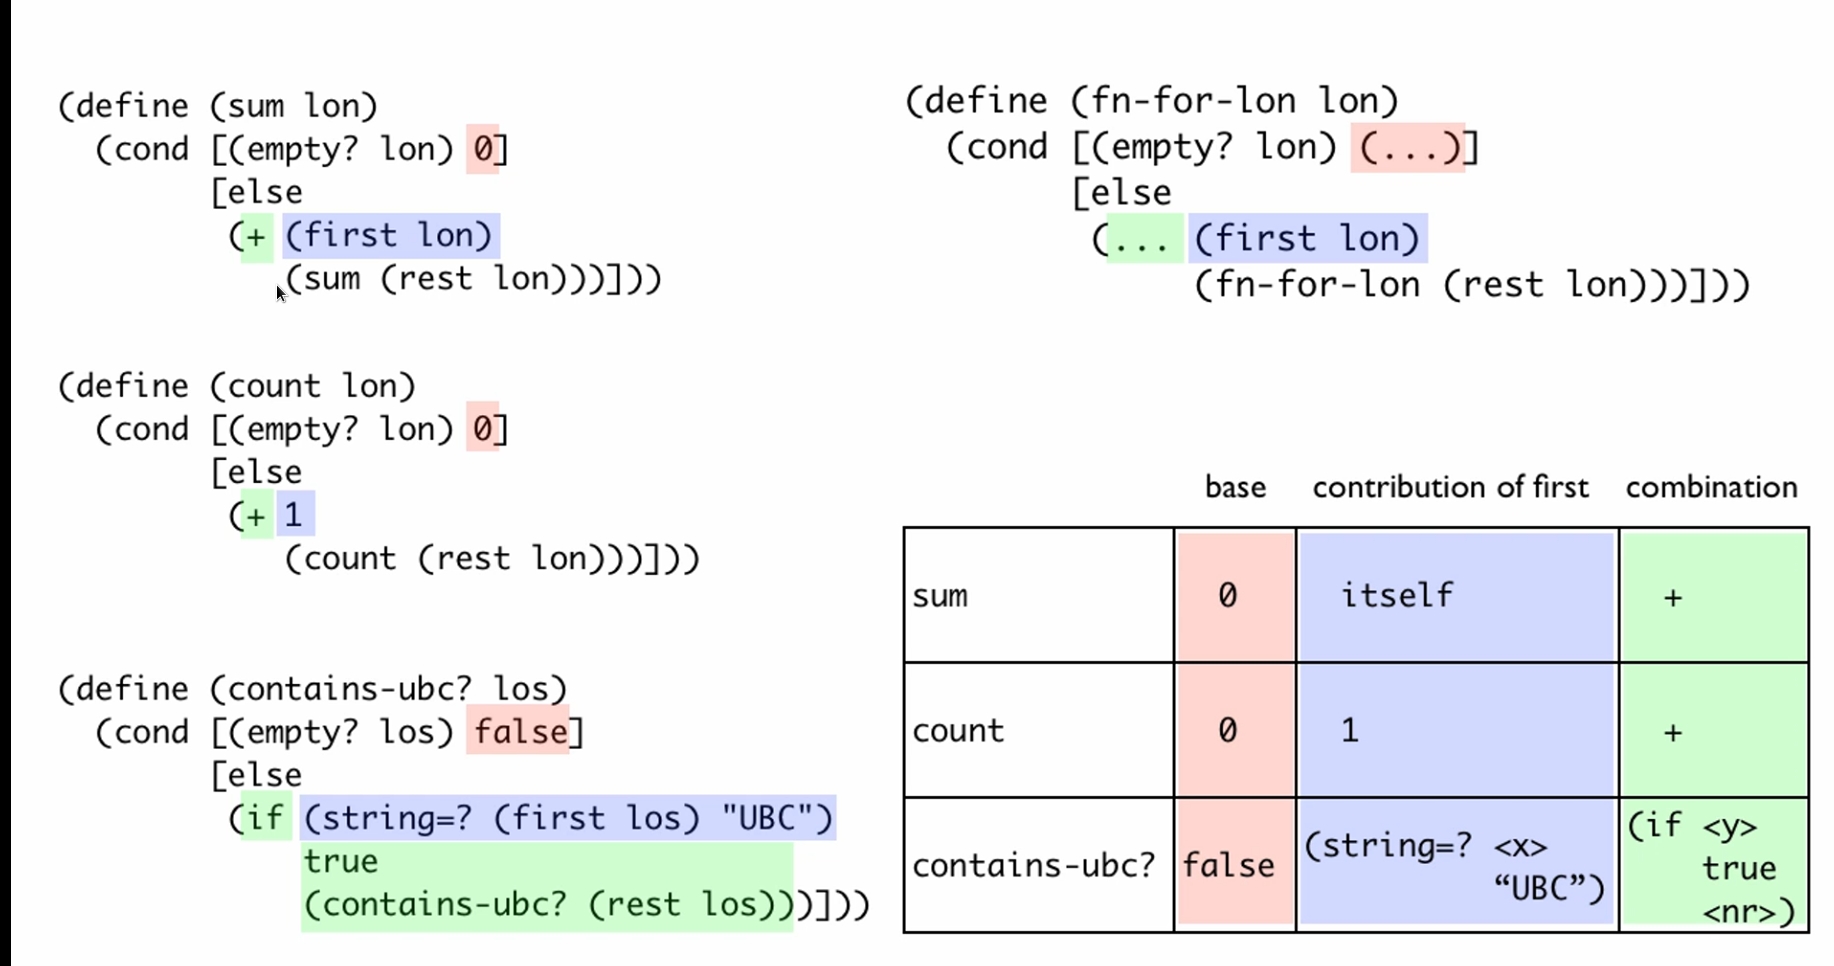 (define (sum lon)
(cond [(empty? lon) 0]
[else
(+ (first lon)
(sum (rest lon)))]))
(define (count lon)
(cond [(empty? lon) 0]
[else
(+ 1
(count (rest lon)))]))
(define (contains-ubc? los)
(cond [(empty? los) false]
[else
(if (string=? (first los) "UBC")
true
(contains-ubc? (rest los)))]))
(define (fn-for-lon lon)
(cond [(empty? lon) (...)]
[else
(... (first lon)
(fn-for-lon (rest lon)))]))
base contribution of first combination
sum 0 itself +
count 0 1 +
contains-ubc? false (string=? <x>
“UBC”)
(if <y>
true
<nr>)